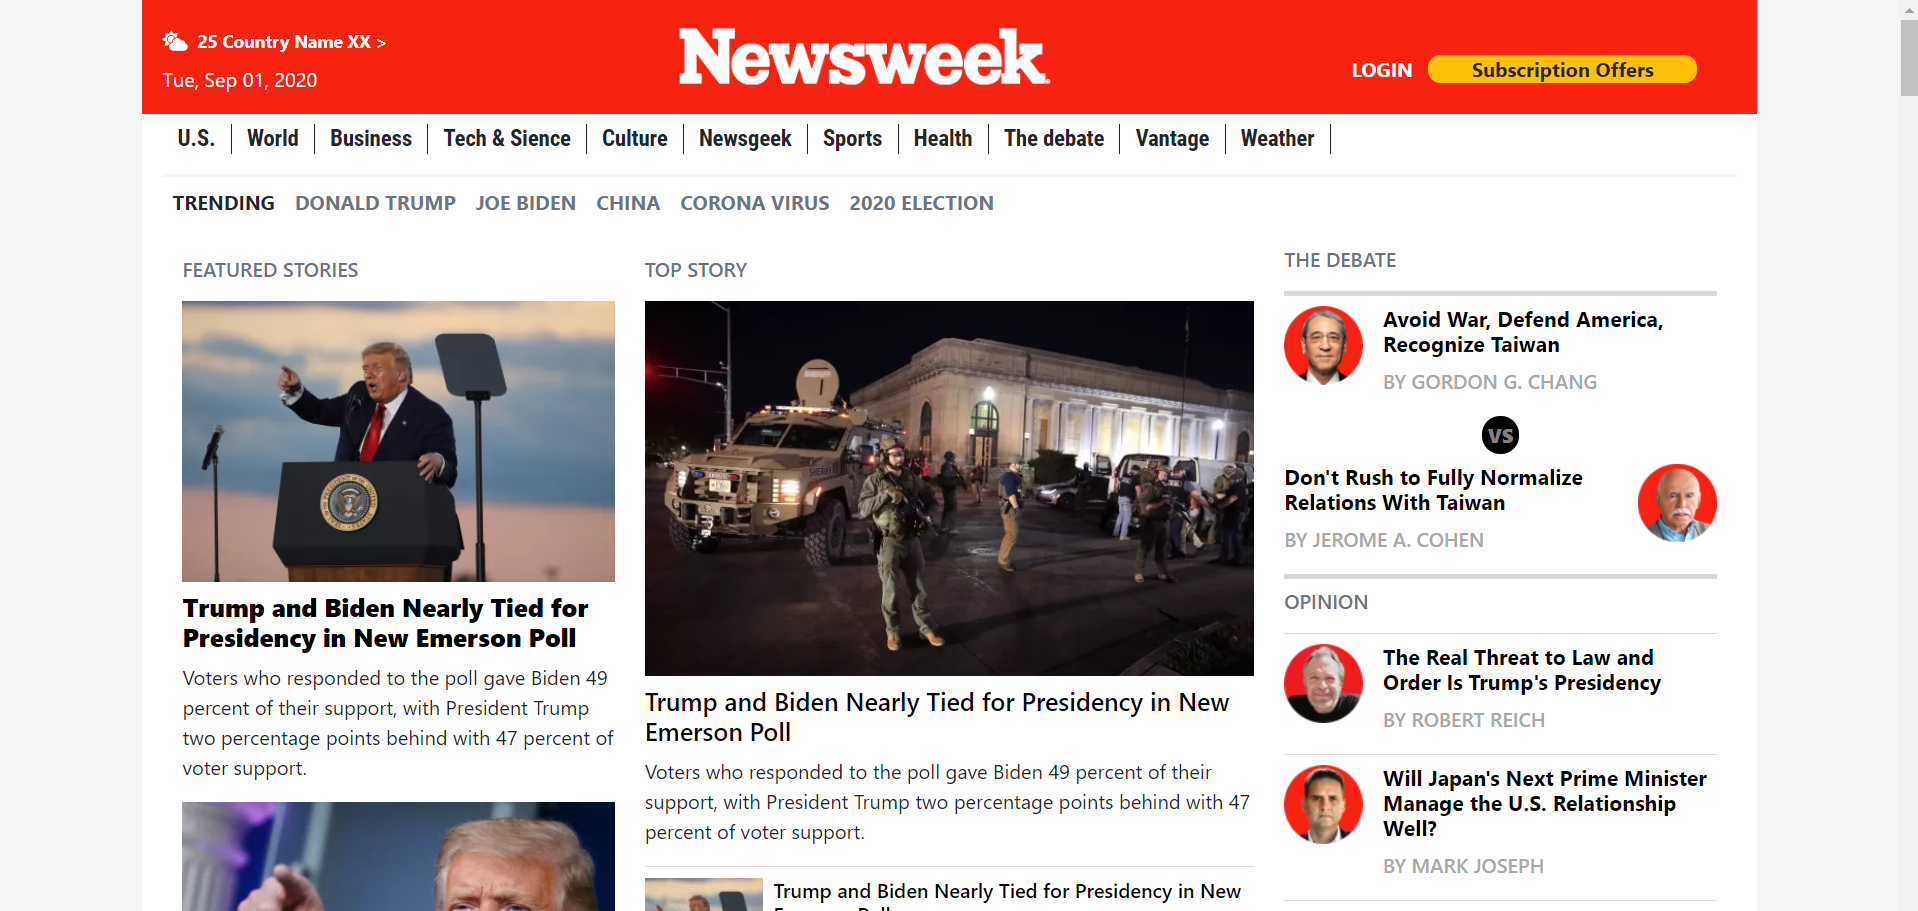 25 Country Name XX >
Tue, Sep 01, 2020
Newsweek
LOGIN
Subscription Offers
U.S.
World
Business
Tech & Sience
Culture
Newsgeek
Sports
Health
The debate
Vantage
Weather
TRENDING
DONALD TRUMP
JOE BIDEN
CHINA
CORONA VIRUS
2020 ELECTION
FEATURED STORIES
Trump and Biden Nearly Tied for
Presidency in New Emerson Poll
Voters who responded to the poll gave Biden 49
percent of their support, with President Trump
two percentage points behind with 47 percent of
voter support.
TOP STORY
SHERIFF
Trump and Biden Nearly Tied for Presidency in New
Emerson Poll
Voters who responded to the poll gave Biden 49 percent of their
support, with President Trump two percentage points behind with 47
percent of voter support.
Trump and Biden Nearly Tied for Presidency in New
THE DEBATE
Avoid War, Defend America,
Recognize Taiwan
BY GORDON G. CHANG
VS
Don't Rush to Fully Normalize
Relations With Taiwan
BY JEROME A. COHEN
OPINION
The Real Threat to Law and
Order Is Trump's Presidency
BY ROBERT REICH
Will Japan's Next Prime Minister
Manage the U.S. Relationship
Well?
BY MARK JOSEPH